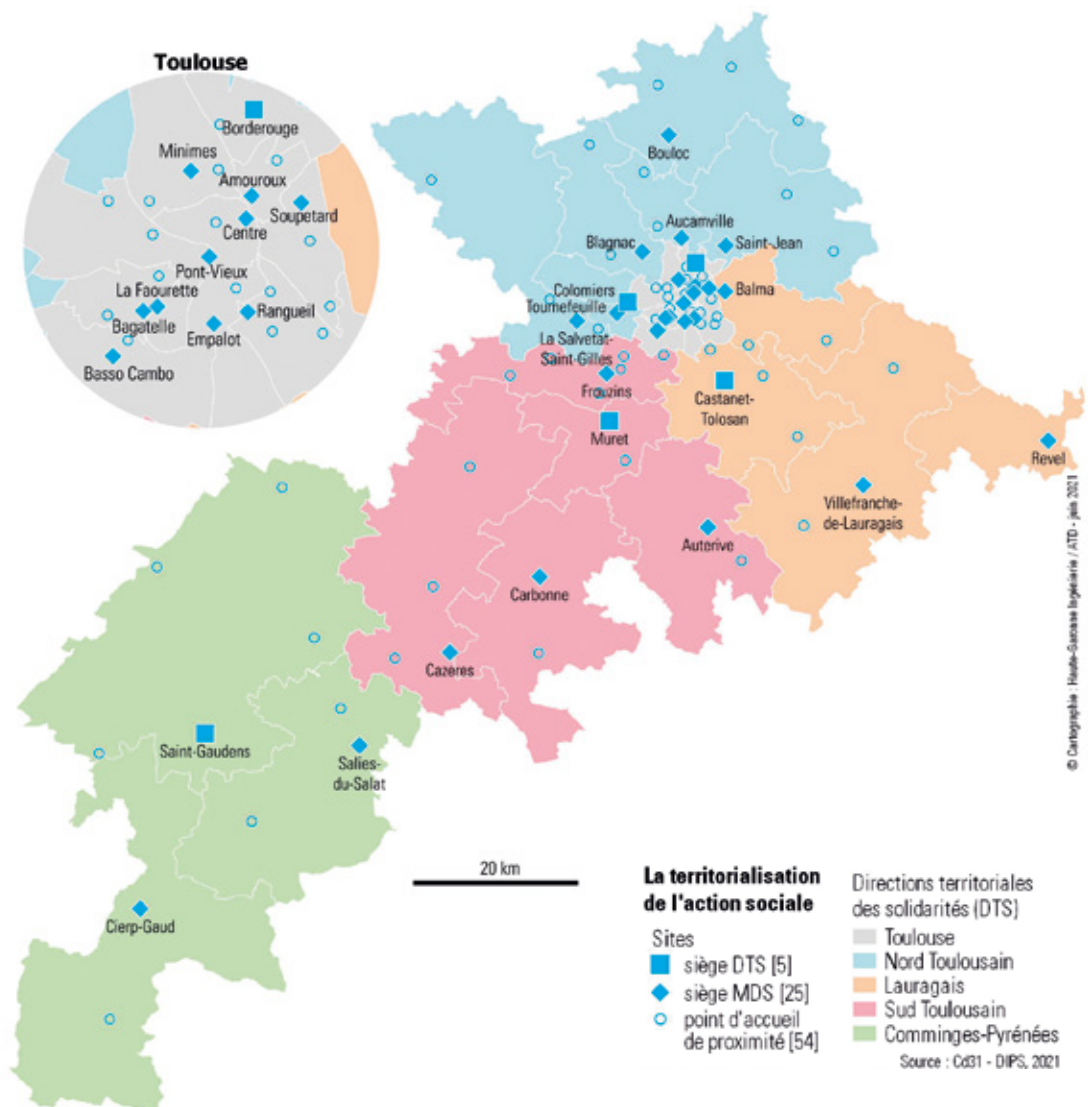 Toulouse
Borderouge
Minimes
Amouroux
Soupetard
Centre
Pont-Vieux
La Faourette
Bagatelle
Rangueil
Empalot
Basso Cambo
Bouloc
Aucamville
Blagnac
Saint-Jean
Colomiers
Balma
Tournefeuille
La Salvetat-
Saint-Gilles
Frouzins
Castanet-
Tolosan
Muret
Revel
Villefranche-
de-Lauragais
Auterive
Carbonne
Cazères
Saint-Gaudens
Salies-
du-Salat
Cierp-Gaud
20 km
La territorialisation
de l'action sociale
Sites
siège DTS [5]
siège MDS [25]
point d'accueil
de proximité [54]
Directions territoriales
des solidarités (DTS)
Toulouse
Nord Toulousain
Lauragais
Sud Toulousain
Comminges-Pyrénées
Source : Cd31 - DIPS, 2021
© Cartographie : Haute-Garonne Ingénierie / ATD - juin 2021